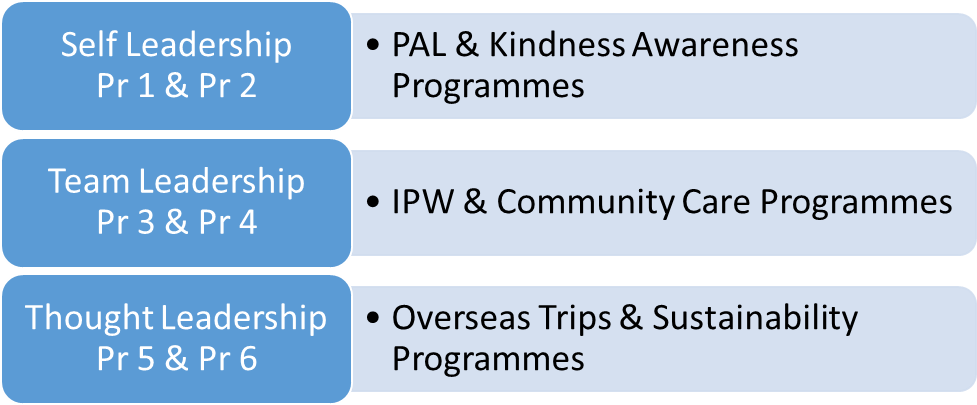 Self Leadership
Pr 1 & Pr 2
• PAL & Kindness Awareness
Programmes
Team Leadership
Pr 3 & Pr 4
• IPW & Community Care Programmes
Thought Leadership
Pr 5 & Pr 6
• Overseas Trips & Sustainability
Programmes